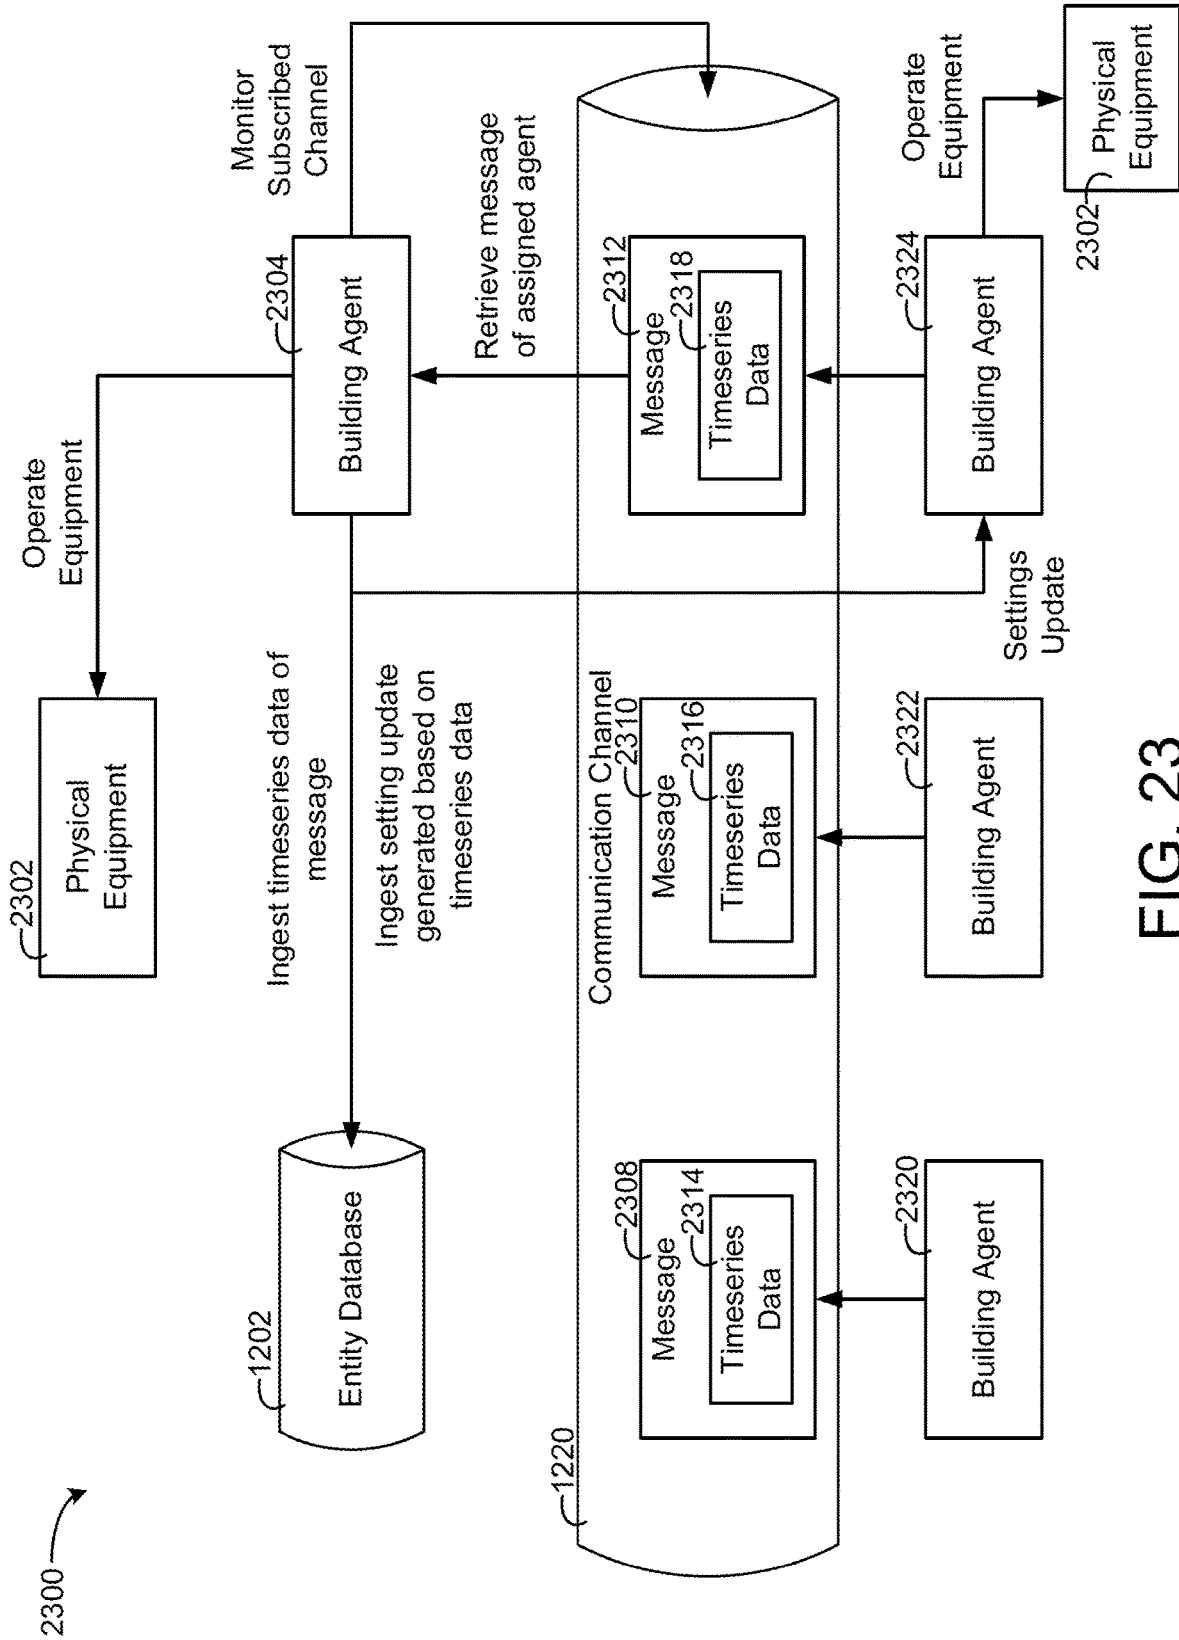 2300
2302
Physical
Equipment
Operate
Equipment
1202
Entity Database
Ingest timeseries data of
message
Ingest setting update
generated based on
timeseries data
2304
Building Agent
Monitor
Subscribed
Channel
Retrieve message
of assigned agent
1220
Communication Channel
2308
Message
2314
Timeseries
Data
2310
Message
2316
Timeseries
Data
2312
Message
2318
Timeseries
Data
2320
Building Agent
2322
Building Agent
Settings
Update
2324
Building Agent
Operate
Equipment
2302
Physical
Equipment
FIG. 23